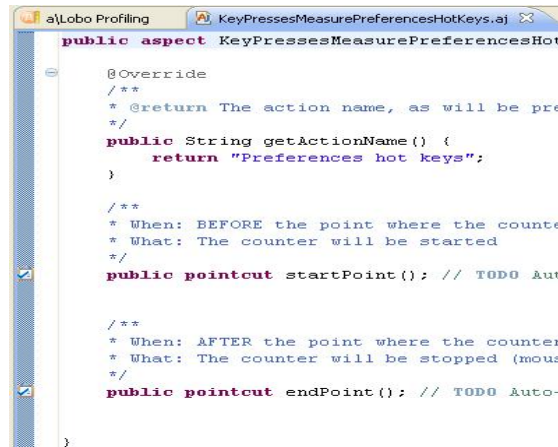 a\Lobo Profiling KeyPressesMeasurePreferencesHotKeys.aj
public aspect KeyPressesMeasurePreferencesHot
@Override
/**
* @return The action name, as will be pre
*/
public String getActionName() {
return "Preferences hot keys";
}
/**
* When: BEFORE the point where the counte
* What: The counter will be started
*/
public pointcut startPoint(); // TODO Aut
/**
* When: AFTER the point where the counter
* What: The counter will be stopped (mous
*/
public pointcut endPoint(); // TODO Auto-
}